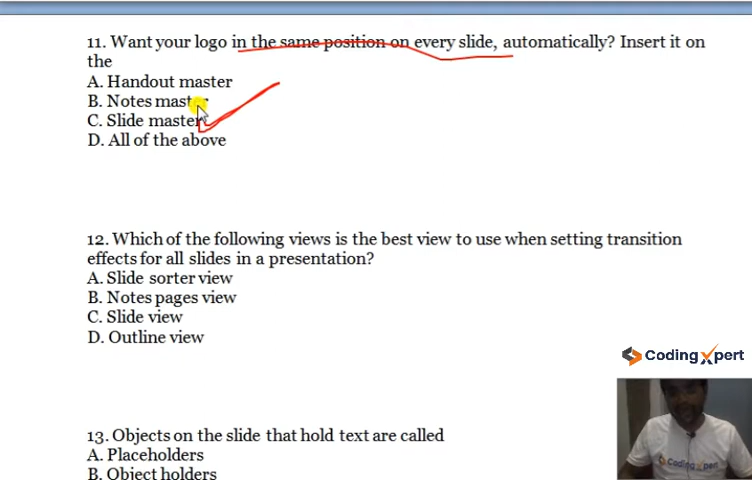 11. Want your logo in the same position on every slide, automatically? Insert it on
the
A. Handout master
B. Notes master
C. Slide master
D. All of the above
12. Which of the following views is the best view to use when setting transition
effects for all slides in a presentation?
A. Slide sorter view
B. Notes pages view
C. Slide view
D. Outline view
Coding Xpert
13. Objects on the slide that hold text are called
A. Placeholders
B. Object holders
Coding Xpert